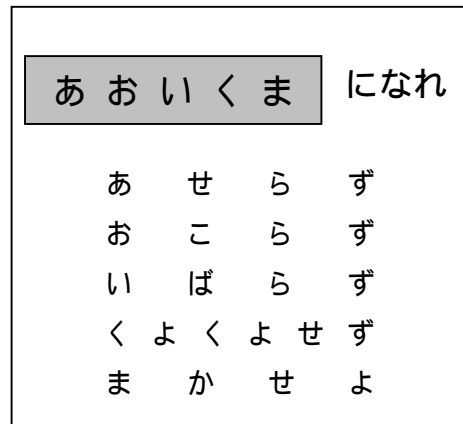 あおいくま になれ
あせらず
おこらず
いばらず
くよくよせず
まかせよ